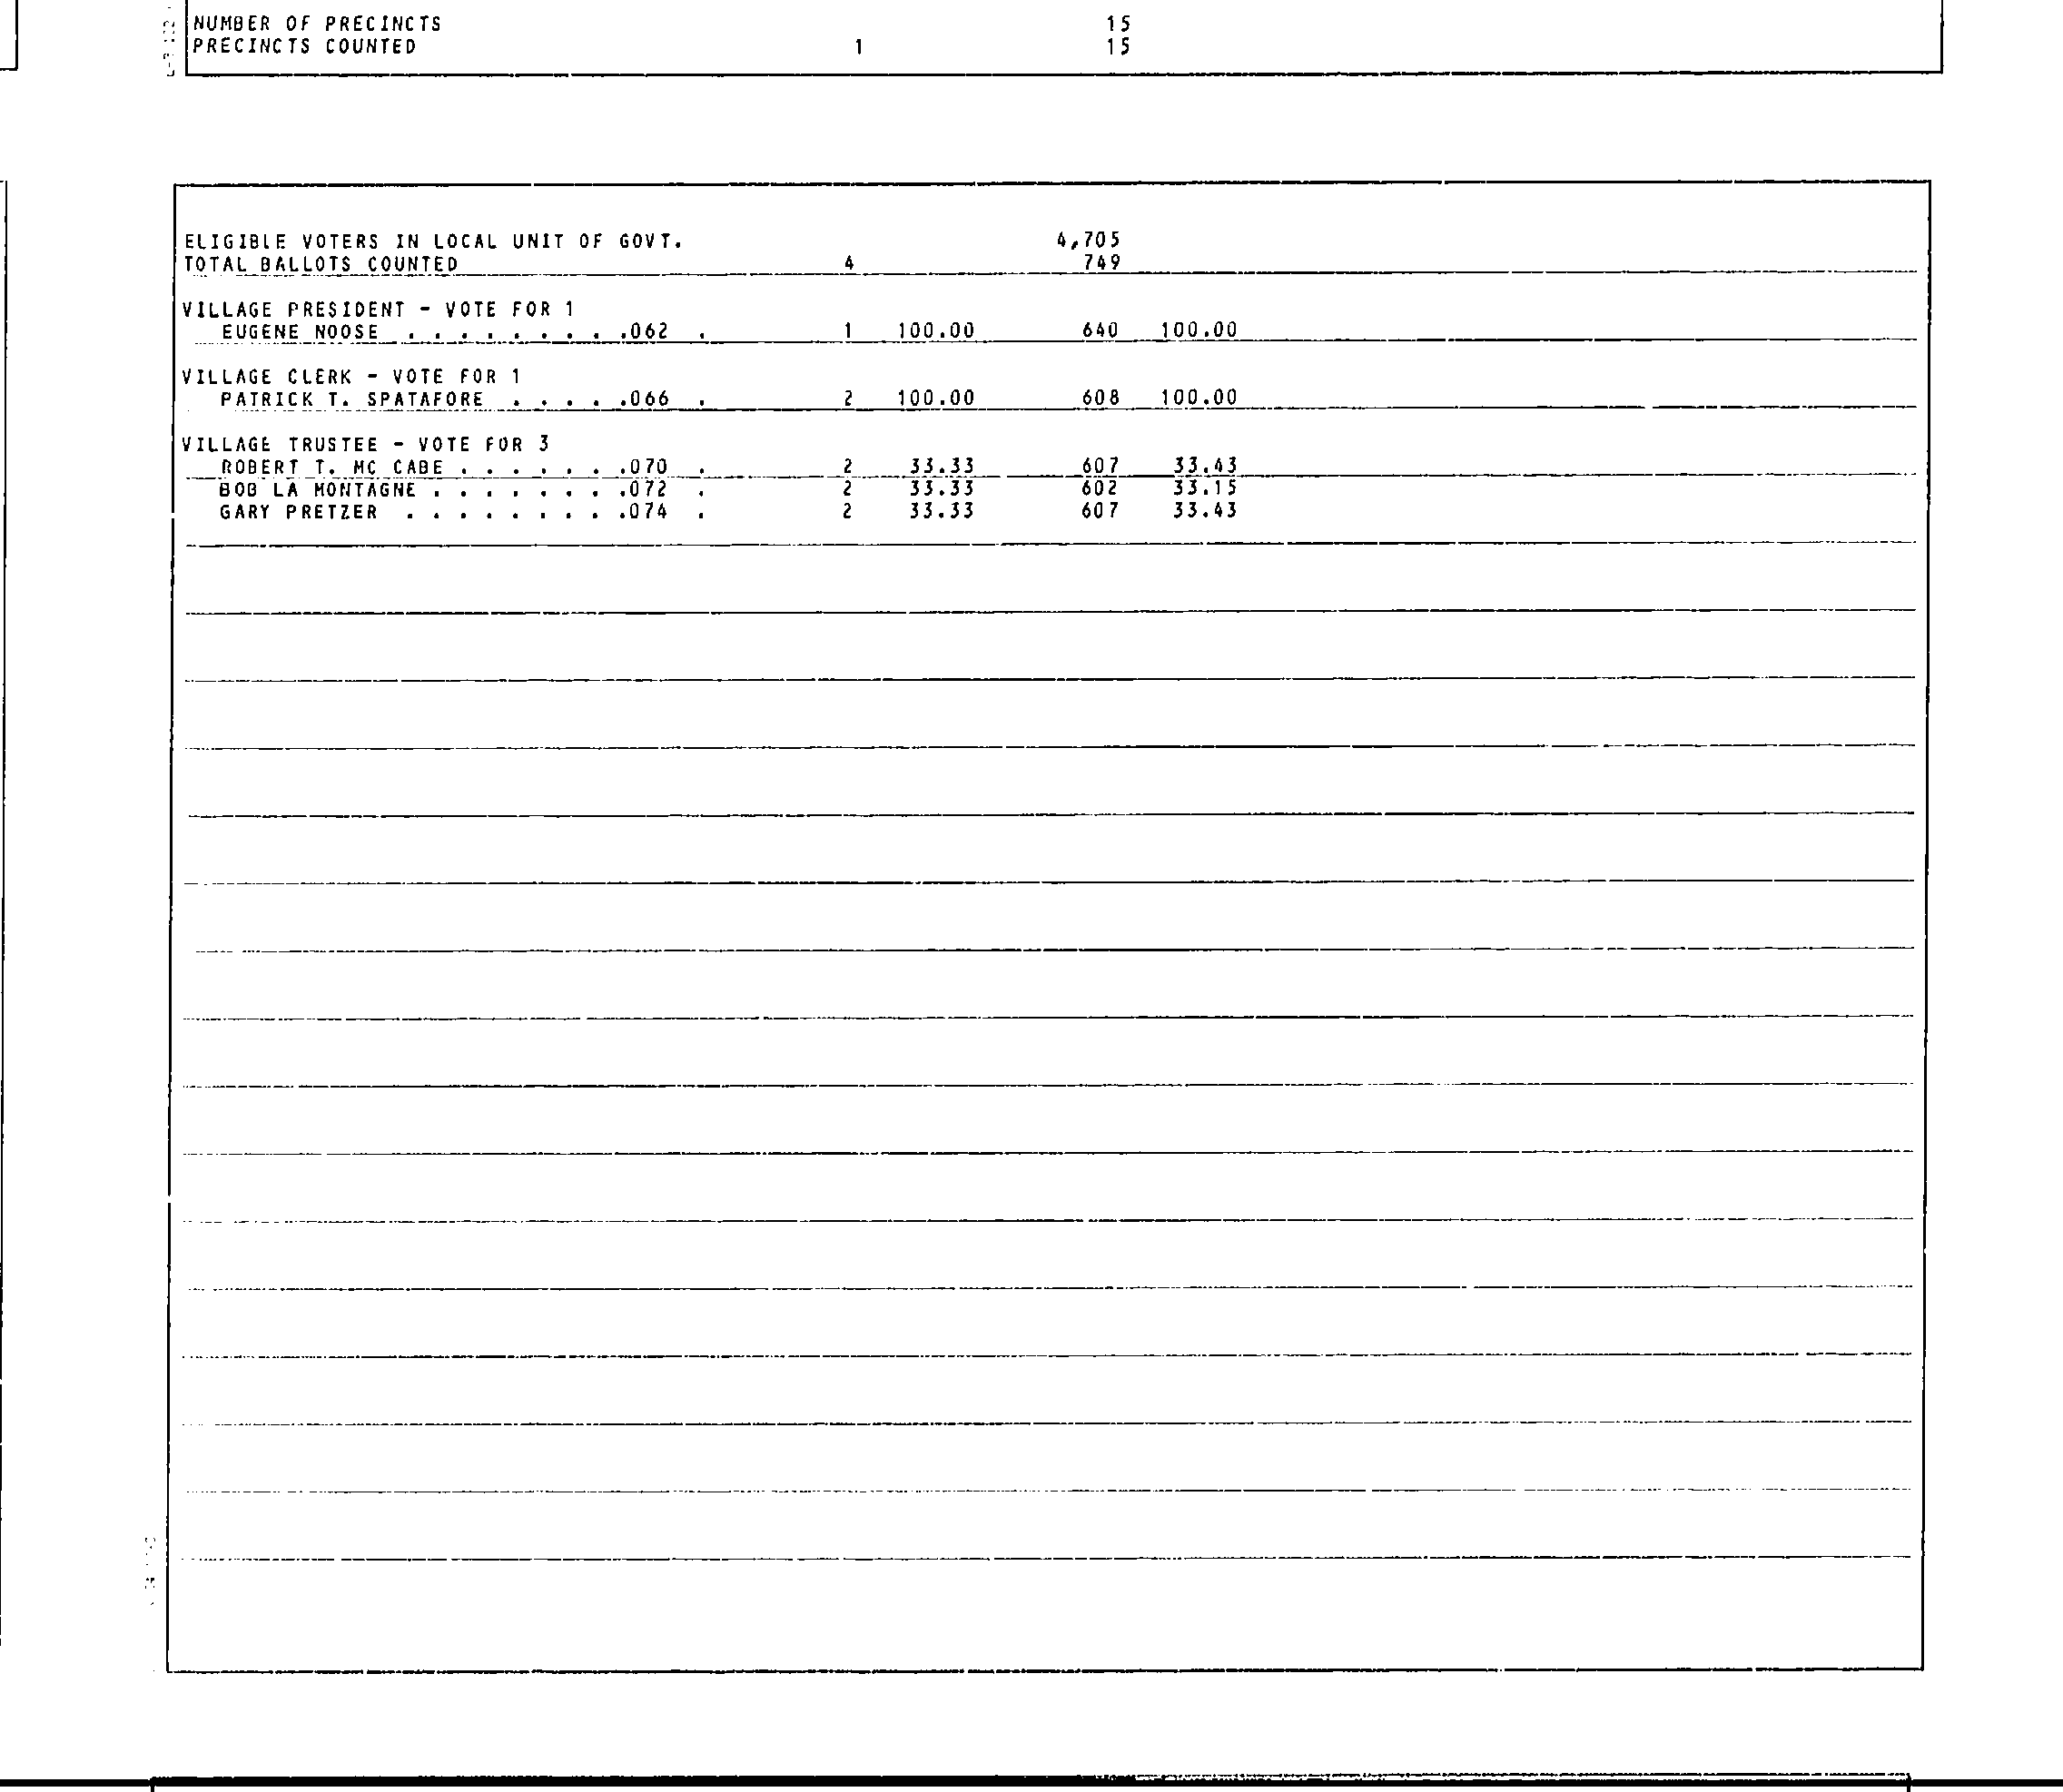 NUMBER OF PRECINCTS 15
PRECINCTS COUNTED 1 15
ELIGIBLE VOTERS IN LOCAL UNIT OF GOVT. 4,705
TOTAL BALLOTS COUNTED 4 749
VILLAGE PRESIDENT - VOTE FOR 1
EUGENE NOOSE . . . . . . . . .062 . 1 100.00 640 100.00
VILLAGE CLERK - VOTE FOR 1
PATRICK T. SPATAFORE . . . . .066 . 2 100.00 608 100.00
VILLAGE TRUSTEE - VOTE FOR 3
ROBERT T. MC CABE . . . . . . .070 . 2 33.33 607 33.43
BOB LA MONTAGNE . . . . . . . .072 . 2 33.33 602 33.15
GARY PRETZER . . . . . . . . .074 . 2 33.33 607 33.43